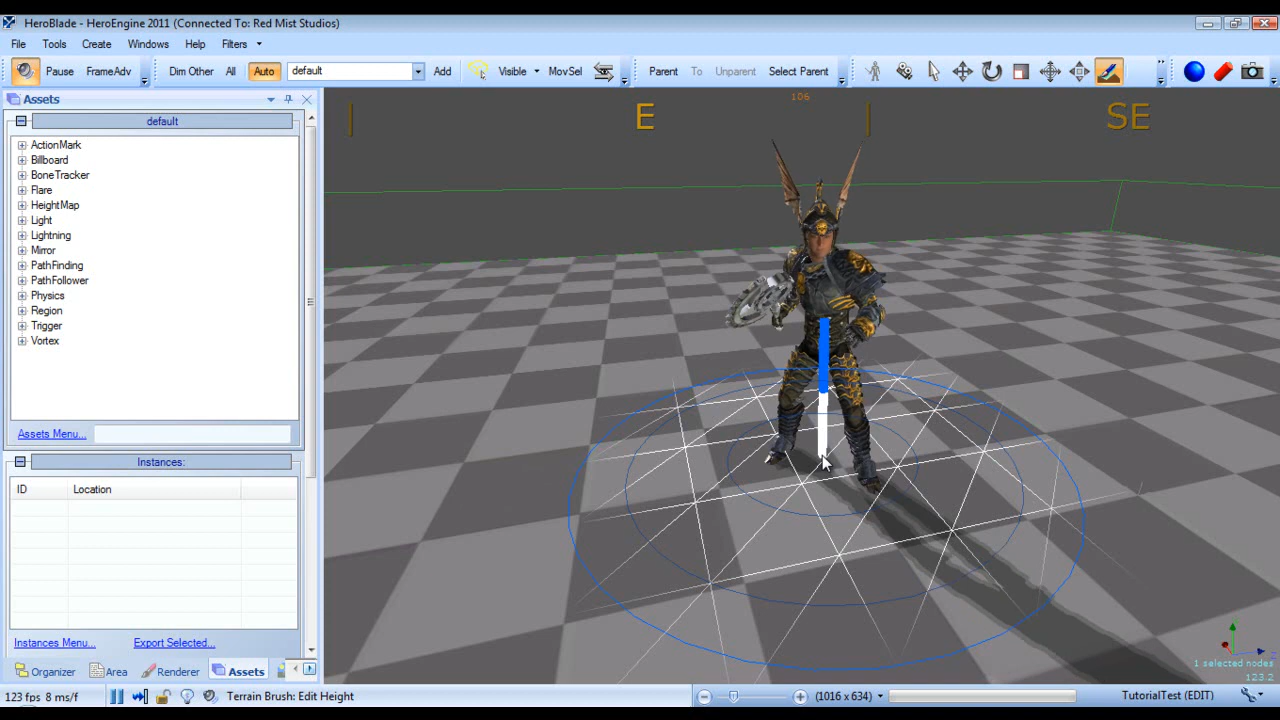 HeroBlade - HeroEngine 2011 (Connected To: Red Mist Studios)
File Tools Create Windows Help Filters
Pause FrameAdv Dim Other All Auto default Add Visible MovSel Parent To Unparent Select Parent
Assets
default
ActionMark
Billboard
BoneTracker
Flare
HeightMap
Light
Lightning
Mirror
PathFinding
PathFollower
Physics
Region
Trigger
Vortex
Assets Menu...
Instances:
ID Location
Instances Menu... Export Selected...
Organizer Area Renderer Assets
106
E SE
1 selected nodes
123.2
123 fps 8 ms/f Terrain Brush: Edit Height (1016 x 634) TutorialTest (EDIT)